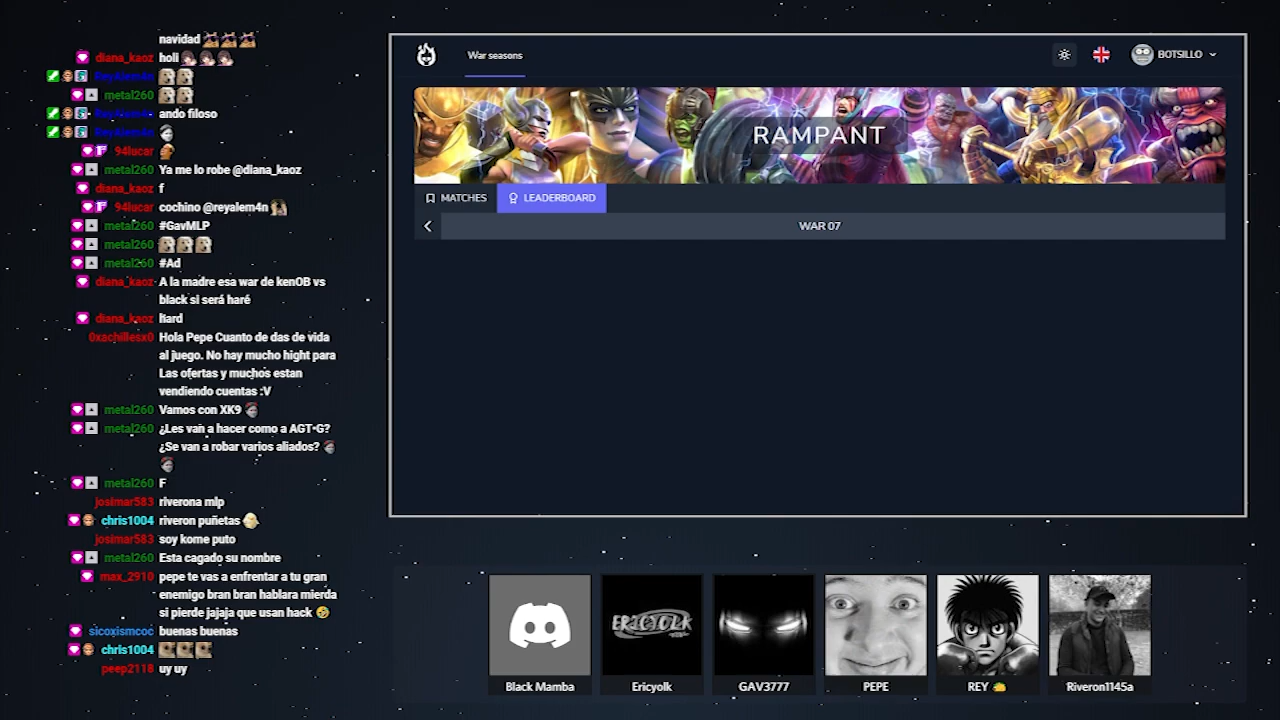 navidad
diana_kaoz holi
Reyalem4n
metal260
Reyalem4n ando filoso
Reyalem4n
94lucar
metal260 Ya me lo robe @diana_kaoz
diana_kaoz f
94lucar cochino @reyalem4n
metal260 #GavMLP
metal260
metal260 #Ad
diana_kaoz A la madre esa war de kenOB vs
black si será haré
diana_kaoz hard
0xachillesx0 Hola Pepe Cuanto de das de vida
al juego. No hay mucho hight para
Las ofertas y muchos estan
vendiendo cuentas :V
metal260 Vamos con XK9
metal260 ¿Les van a hacer como a AGT-G?
¿Se van a robar varios aliados?
metal260 F
josimar583 riverona mlp
chris1004 riveron puñetas
josimar583 soy kome puto
metal260 Esta cagado su nombre
max_2910 pepe te vas a enfrentar a tu gran
enemigo bran bran hablara mierda
si pierde jajaja que usan hack
sicoxismcoc buenas buenas
chris1004
peep2118 uy uy
War seasons
BOTSILLO
RAMPANT
MATCHES
LEADERBOARD
WAR 07
ERICYOLK
Black Mamba
Ericyolk
GAV3777
PEPE
REY
Riveron1145a